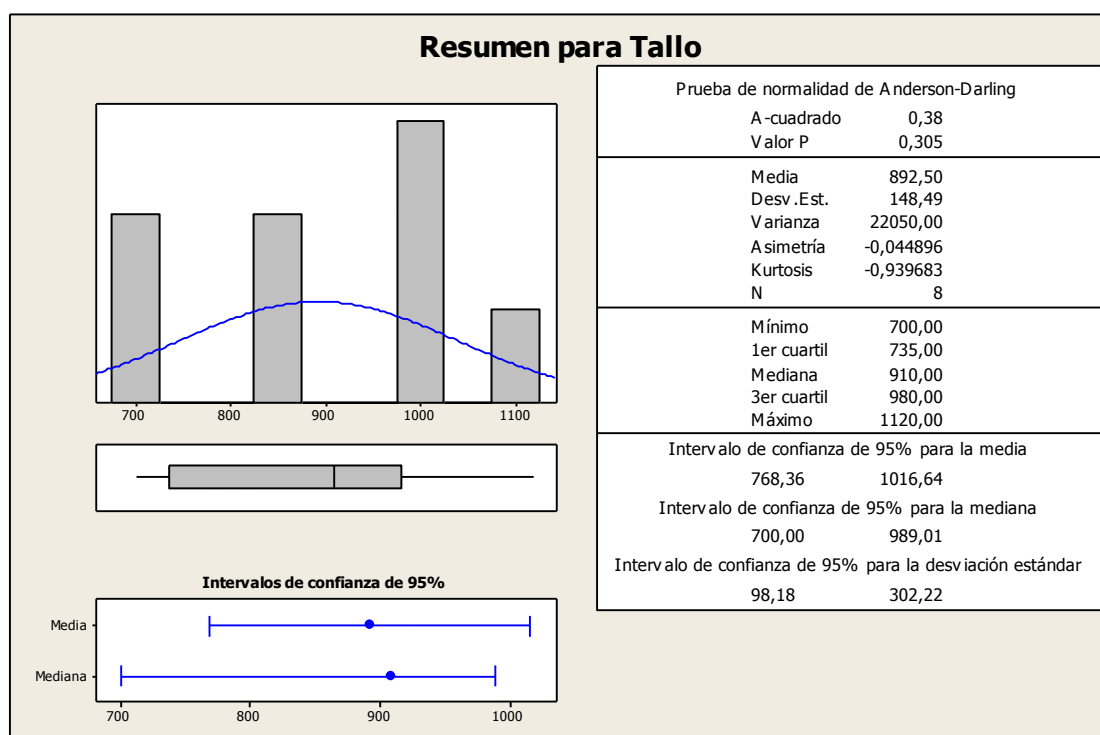 Resumen para Tallo
700 800 900 1000 1100
Intervalos de confianza de 95%
Media
Mediana
700 800 900 1000
Prueba de normalidad de Anderson-Darling
A-cuadrado 0,38
Valor P 0,305
Media 892,50
Desv.Est. 148,49
Varianza 22050,00
Asimetría -0,044896
Kurtosis -0,939683
N 8
Mínimo 700,00
1er cuartil 735,00
Mediana 910,00
3er cuartil 980,00
Máximo 1120,00
Intervalo de confianza de 95% para la media
768,36 1016,64
Intervalo de confianza de 95% para la mediana
700,00 989,01
Intervalo de confianza de 95% para la desviación estándar
98,18 302,22